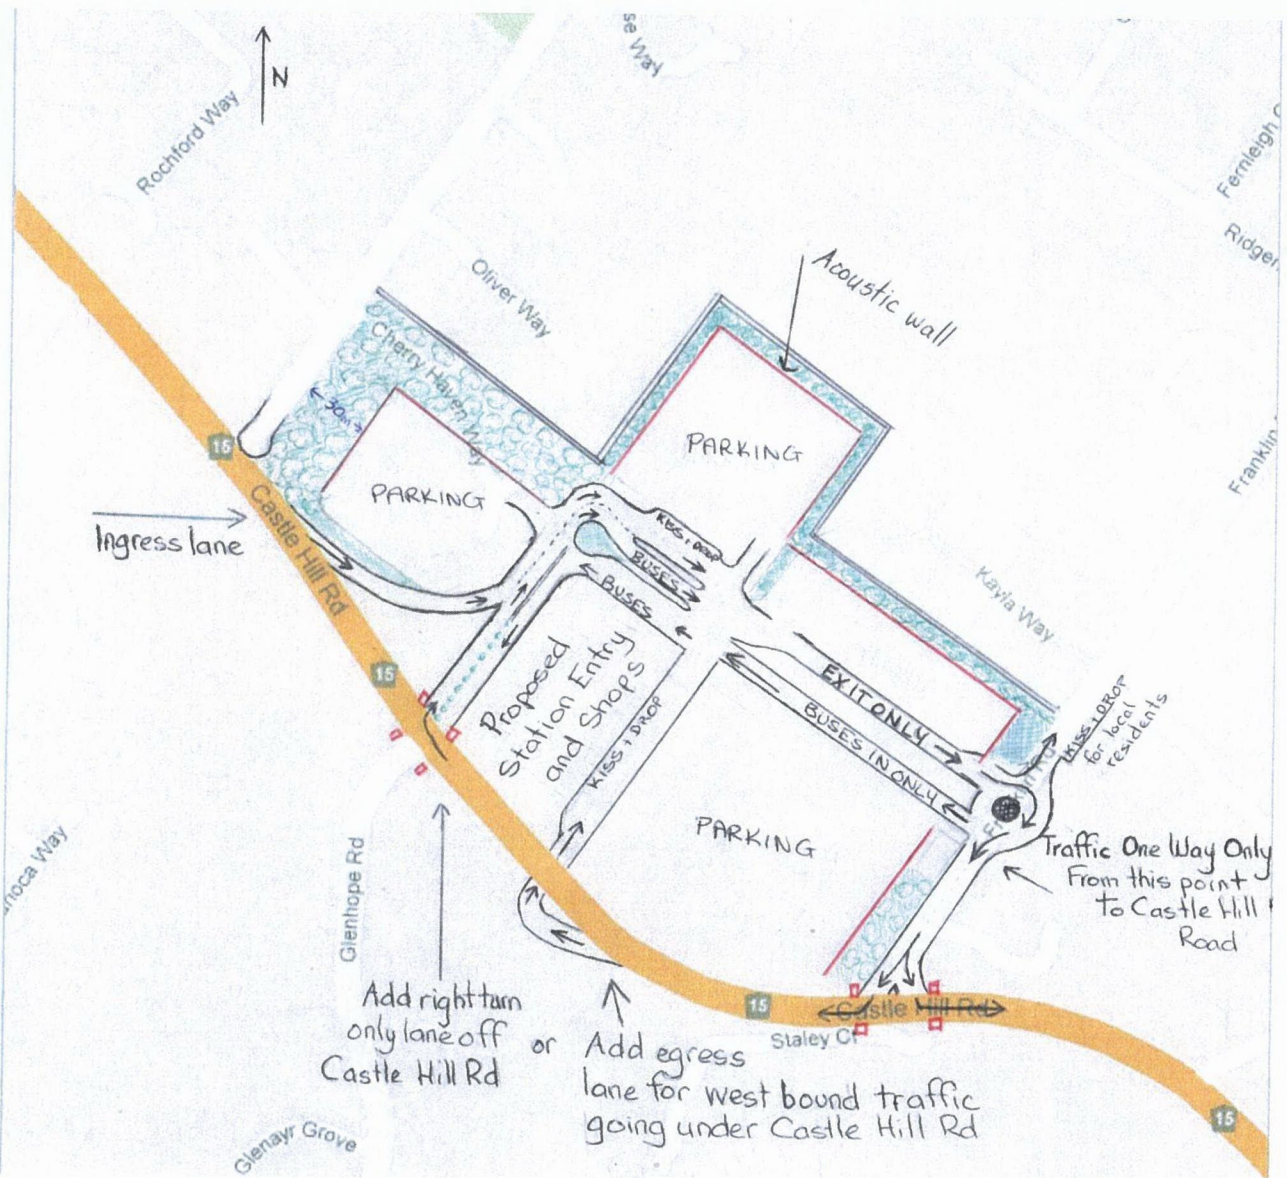 N
se Way
Rochford Way
Fernleigh
Ridge
Oliver Way
Acoustic wall
Cherry Haven Way
←30m→
PARKING
15
PARKING
Franklin
Ingress lane
Castle Hill Rd
KISS + DROP
BUSES
BUSES
Kayla Way
15
Proposed
Station Entry
and Shops
KISS + DROP
EXIT ONLY
BUSES IN ONLY
KISS + DROP
for local
residents
PARKING
Traffic One Way Only
From this point
to Castle Hill
Road
noca Way
Glenhope Rd
15
Castle Hill Rd
Staley Ct
Add right turn
only lane off
Castle Hill Rd
or
Add egress
lane for west bound traffic
going under Castle Hill Rd
15
Glenayr Grove